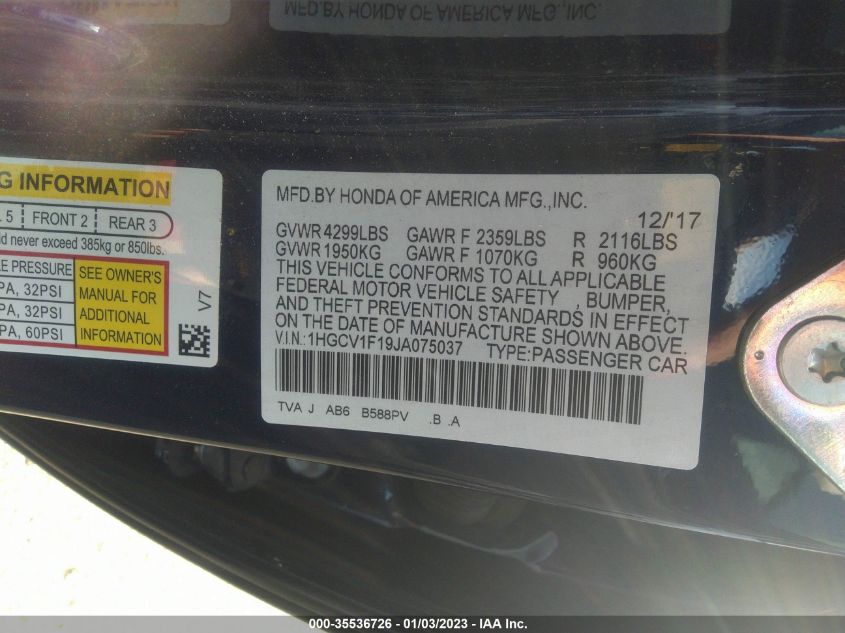 MFD.BY HONDA OF AMERICA MFG.,INC.
G INFORMATION
5 FRONT 2 REAR 3
d never exceed 385kg or 850lbs.
LE PRESSURE
PA, 32PSI
PA, 32PSI
PA, 60PSI
SEE OWNER'S
MANUAL FOR
ADDITIONAL
INFORMATION
V7
MFD.BY HONDA OF AMERICA MFG.,INC.
12/'17
GVWR 4299LBS GAWR F 2359LBS R 2116LBS
GVWR 1950KG GAWR F 1070KG R 960KG
THIS VEHICLE CONFORMS TO ALL APPLICABLE
FEDERAL MOTOR VEHICLE SAFETY , BUMPER,
AND THEFT PREVENTION STANDARDS IN EFFECT
ON THE DATE OF MANUFACTURE SHOWN ABOVE.
V.I.N.:1HGCV1F19JA075037 TYPE:PASSENGER CAR
TVA J AB6 B588PV .B .A
000-35536726 - 01/03/2023 - IAA Inc.